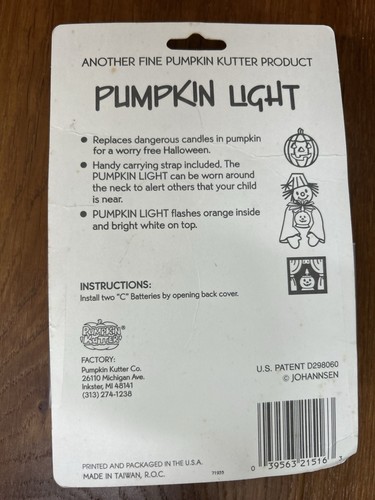 ANOTHER FINE PUMPKIN KUTTER PRODUCT
PUMPKIN LIGHT
● Replaces dangerous candles in pumpkin
for a worry free Halloween.
● Handy carrying strap included. The
PUMPKIN LIGHT can be worn around
the neck to alert others that your child
is near.
● PUMPKIN LIGHT flashes orange inside
and bright white on top.
INSTRUCTIONS:
Install two "C" Batteries by opening back cover.
PUMPKIN
KUTTER®
FACTORY:
Pumpkin Kutter Co.
26110 Michigan Ave.
Inkster, MI 48141
(313) 274-1238
U.S. PATENT D298060
© JOHANNSEN
PRINTED AND PACKAGED IN THE U.S.A.
MADE IN TAIWAN, R.O.C.
0 39563 21516 3